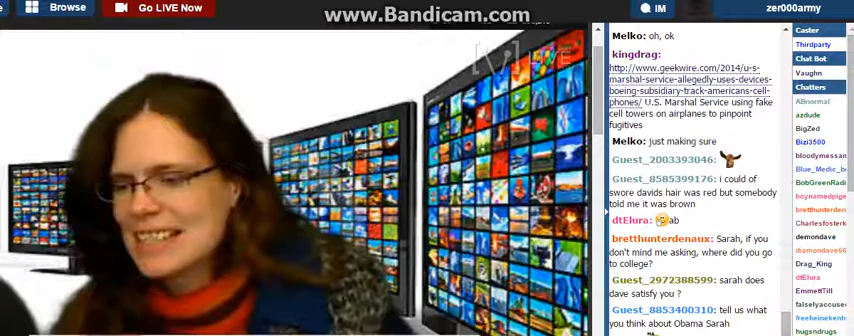 Browse
Go LIVE Now
www.Bandicam.com
IM
zer000army
LIVE
Melko: oh, ok
kingdrag:
http://www.geekwire.com/2014/u-s-
marshal-service-allegedly-uses-devices-
boeing-subsidiary-track-americans-cell-
phones/ U.S. Marshal Service using fake
cell towers on airplanes to pinpoint
fugitives
Melko: just making sure
Guest_2003393046:
Guest_8585399176: i could of
swore davids hair was red but somebody
told me it was brown
dtElura: ab
bretthunterdenaux: Sarah, if you
don't mind me asking, where did you go
to college?
Guest_2972388599: sarah does
dave satisfy you ?
Guest_8853400310: tell us what
you think about Obama Sarah
Caster
Thirdparty
Chat Bot
Vaughn
Chatters
ABnormal
azdude
BigZed
Bizi3500
bloodymessan
Blue_Medic_b
BobGreenRadi
boynamedpige
bretthunterden
Charlesfosterk
demondave
diamondave66
Drag_King
dtElura
EmmettTill
falselyaccuse
freeheinekenh
hugsndrugs